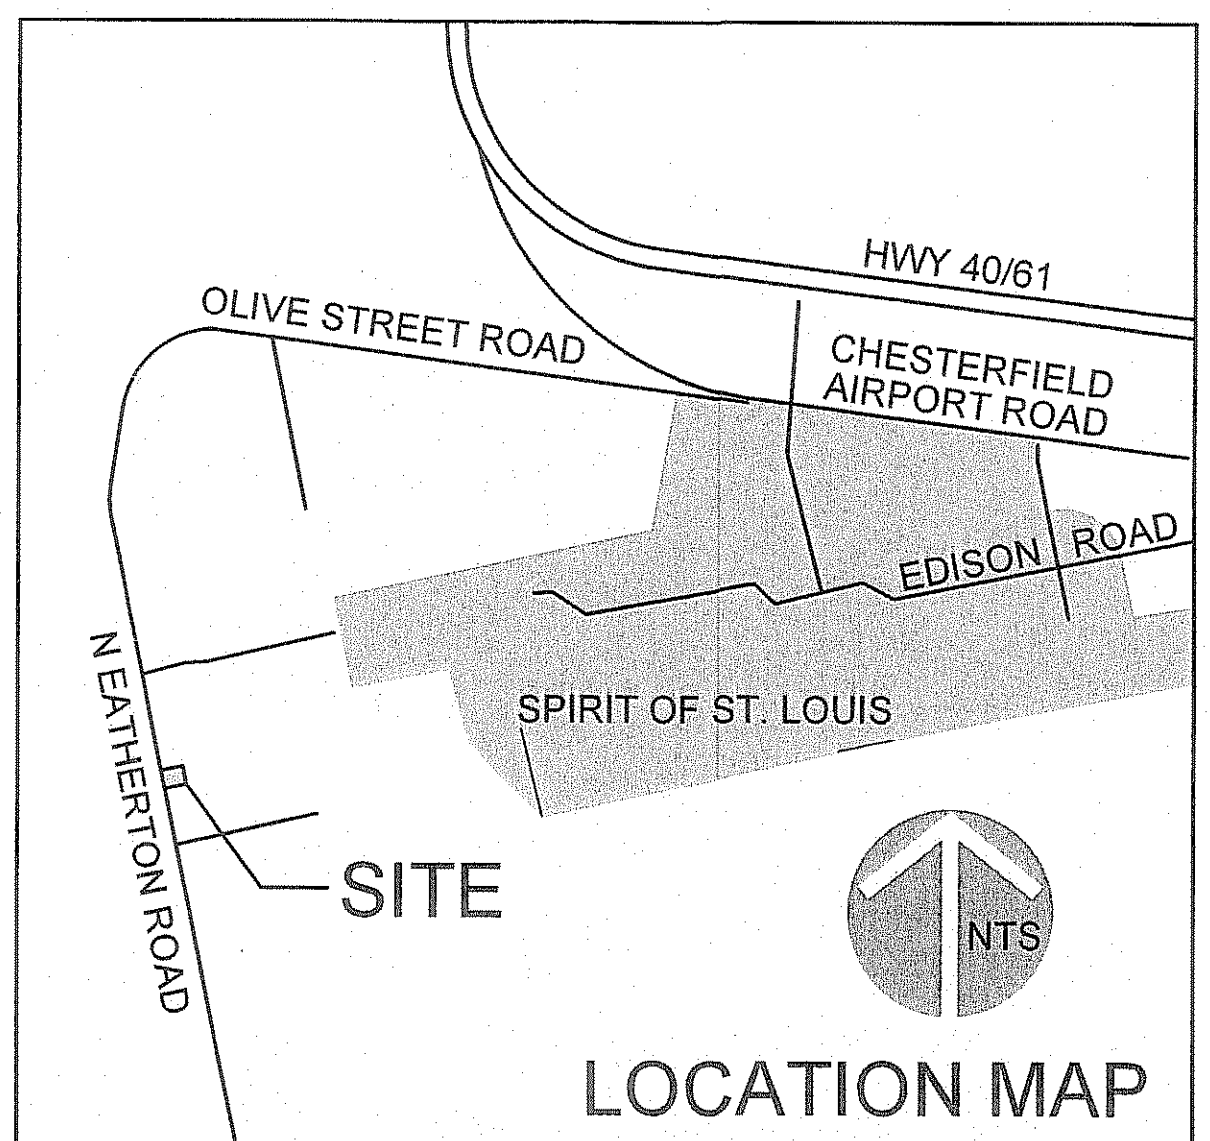 HWY 40/61
OLIVE STREET ROAD
CHESTERFIELD
AIRPORT ROAD
EDISON ROAD
N EATHERTON ROAD
SPIRIT OF ST. LOUIS
SITE
NTS
LOCATION MAP